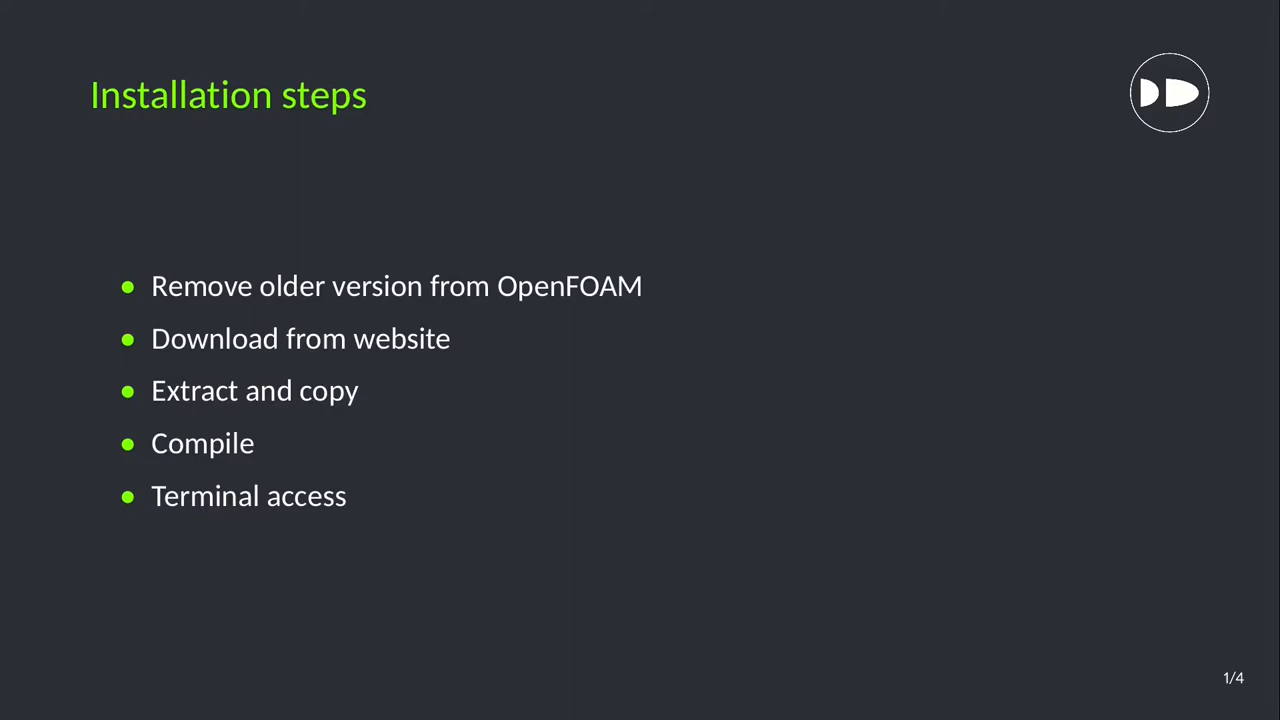 Installation steps
Remove older version from OpenFOAM
Download from website
Extract and copy
Compile
Terminal access
1/4